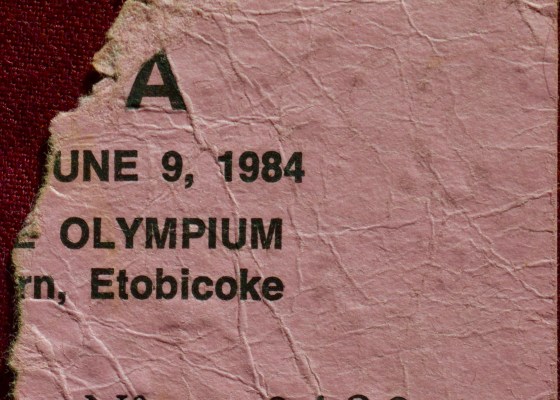 A
UNE 9, 1984
OLYMPIUM
rn, Etobicoke